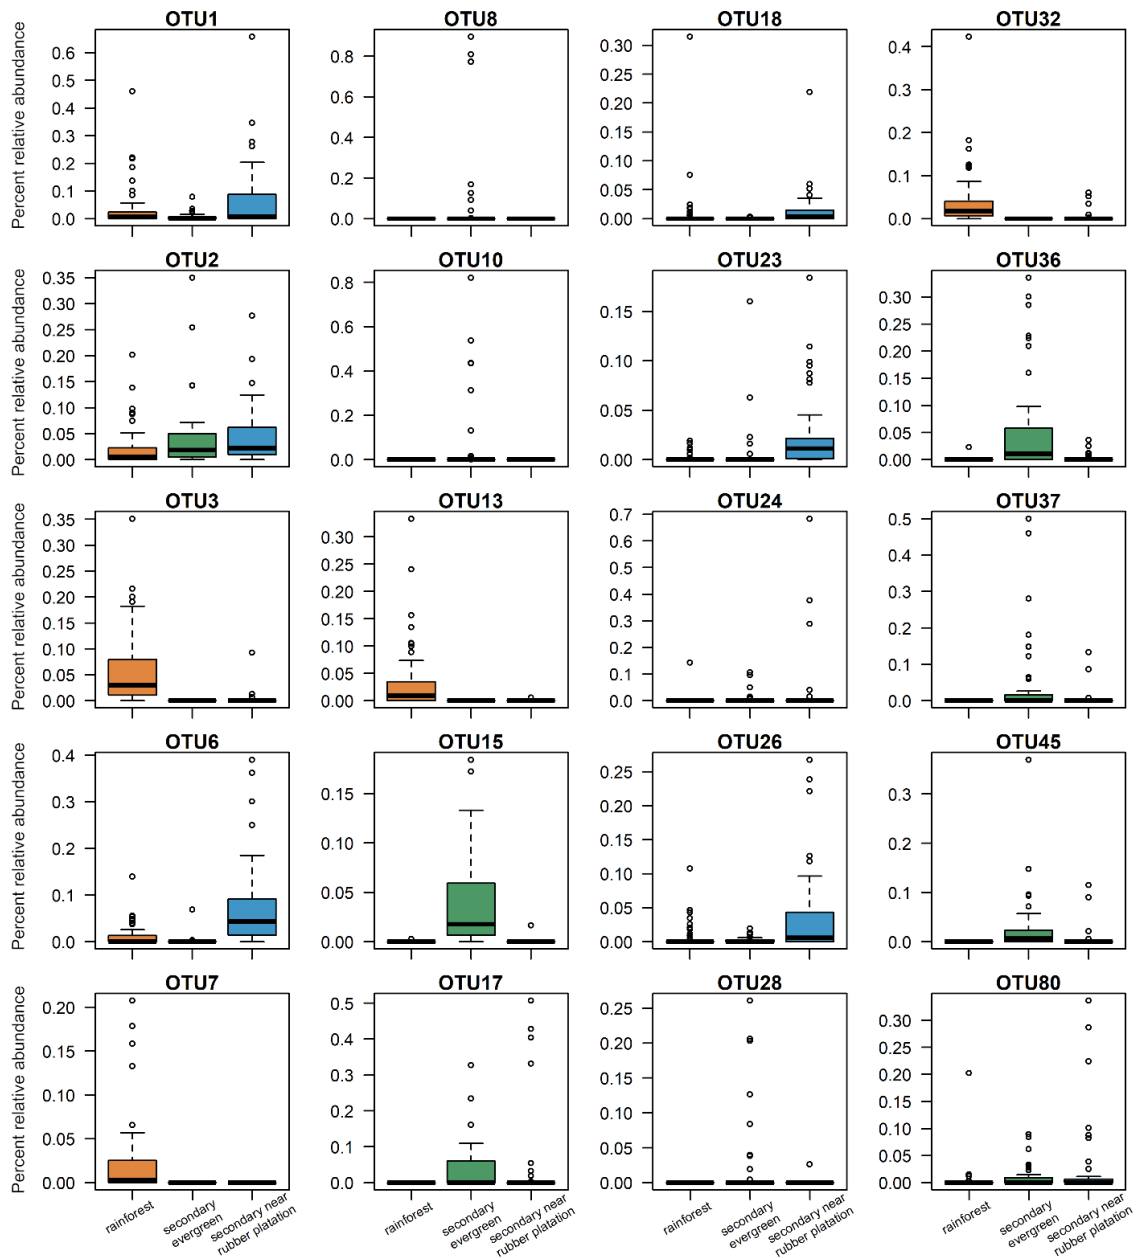 OTU1
OTU8
OTU18
OTU32
Percent relative abundance
0.6
0.5
0.4
0.3
0.2
0.1
0.0
0.8
0.6
0.4
0.2
0.0
0.30
0.25
0.20
0.15
0.10
0.05
0.00
0.4
0.3
0.2
0.1
0.0
OTU2
OTU10
OTU23
OTU36
Percent relative abundance
0.35
0.30
0.25
0.20
0.15
0.10
0.05
0.00
0.8
0.6
0.4
0.2
0.0
0.15
0.10
0.05
0.00
0.30
0.25
0.20
0.15
0.10
0.05
0.00
OTU3
OTU13
OTU24
OTU37
Percent relative abundance
0.35
0.30
0.25
0.20
0.15
0.10
0.05
0.00
0.30
0.25
0.20
0.15
0.10
0.05
0.00
0.7
0.6
0.5
0.4
0.3
0.2
0.1
0.0
0.5
0.4
0.3
0.2
0.1
0.0
OTU6
OTU15
OTU26
OTU45
Percent relative abundance
0.4
0.3
0.2
0.1
0.0
0.15
0.10
0.05
0.00
0.25
0.20
0.15
0.10
0.05
0.00
0.3
0.2
0.1
0.0
OTU7
OTU17
OTU28
OTU80
Percent relative abundance
0.20
0.15
0.10
0.05
0.00
0.5
0.4
0.3
0.2
0.1
0.0
0.25
0.20
0.15
0.10
0.05
0.00
0.30
0.25
0.20
0.15
0.10
0.05
0.00
rainforest
secondary
evergreen
secondary near
rubber platation
rainforest
secondary
evergreen
secondary near
rubber platation
rainforest
secondary
evergreen
secondary near
rubber platation
rainforest
secondary
evergreen
secondary near
rubber platation